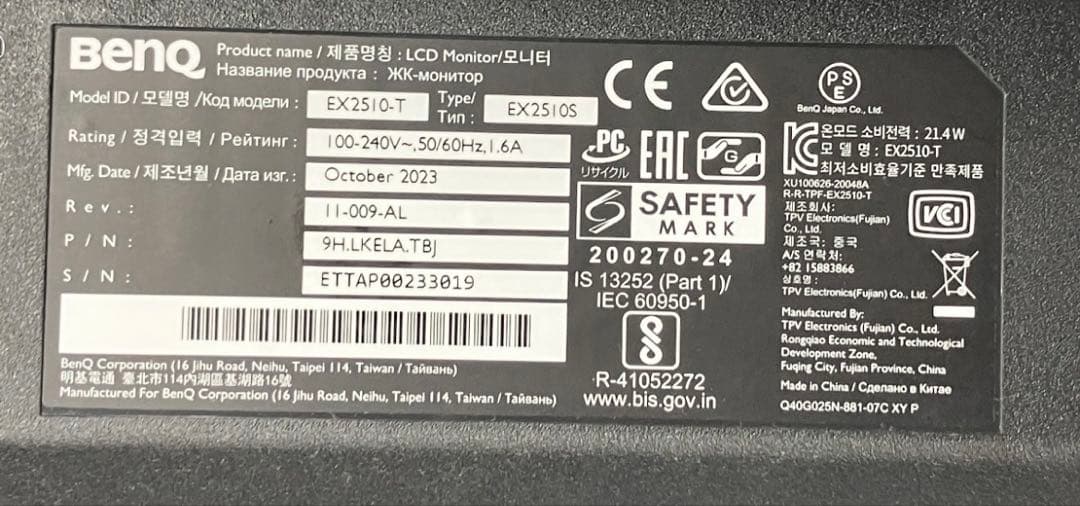 BenQ
Product name / 제품명칭 : LCD Monitor/모니터
Название продукта : ЖК-монитор
Model ID / 모델명 /Код модели : EX2510-T Type/ Тип : EX2510S
Rating / 정격입력 / Рейтинг : 100-240V~,50/60Hz,1.6A
Mfg. Date / 제조년월 / Дата изг. : October 2023
Rev. : 11-009-AL
P / N : 9H.LKELA.TBJ
S / N : ETTAP00233019
BenQ Corporation (16 Jihu Road, Neihu, Taipei 114, Taiwan / Тайвань)
明基電通 臺北市114內湖區基湖路16號
Manufactured For BenQ Corporation (16 Jihu Road, Neihu, Taipei 114, Taiwan / Тайвань)
CE
PC
リサイクル
EAC
G
SAFETY
MARK
200270-24
IS 13252 (Part 1)/
IEC 60950-1
R-41052272
www.bis.gov.in
PS
E
BenQ Japan Co., Ltd.
온모드 소비전력 : 21.4W
모 델 명 : EX2510-T
최저소비효율기준 만족제품
XU100626-20048A
R-R-TPF-EX2510-T
제조회사:
TPV Electronics(Fujian)
Co., Ltd.
제조국: 중국
A/S 연락처:
+82 15883866
상호명 :
TPV Electronics(Fujian) Co., Ltd.
VCCI
Manufactured By:
TPV Electronics (Fujian) Co., Ltd.
Rongqiao Economic and Technological
Development Zone,
Fuqing City, Fujian Province, China
Made in China / Сделано в Китае
Q40G025N-881-07C XY P